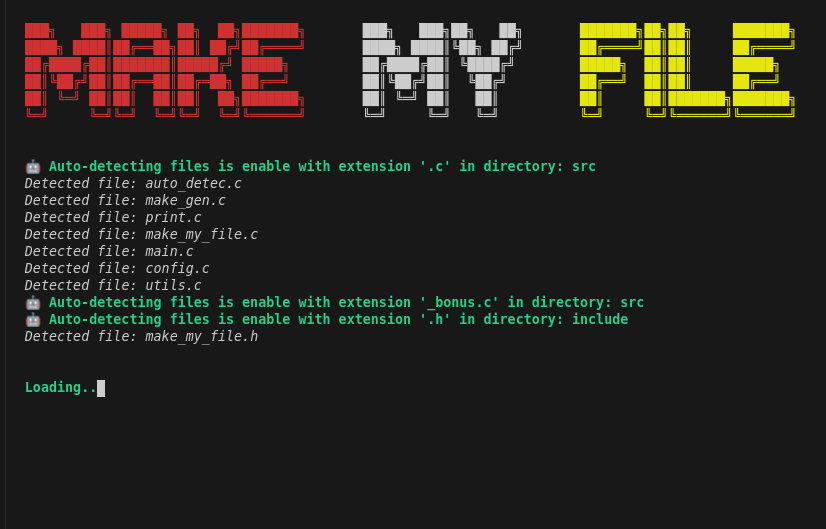 MAKE MY FILE
🤖 Auto-detecting files is enable with extension '.c' in directory: src
Detected file: auto_detec.c
Detected file: make_gen.c
Detected file: print.c
Detected file: make_my_file.c
Detected file: main.c
Detected file: config.c
Detected file: utils.c
🤖 Auto-detecting files is enable with extension '_bonus.c' in directory: src
🤖 Auto-detecting files is enable with extension '.h' in directory: include
Detected file: make_my_file.h
Loading..